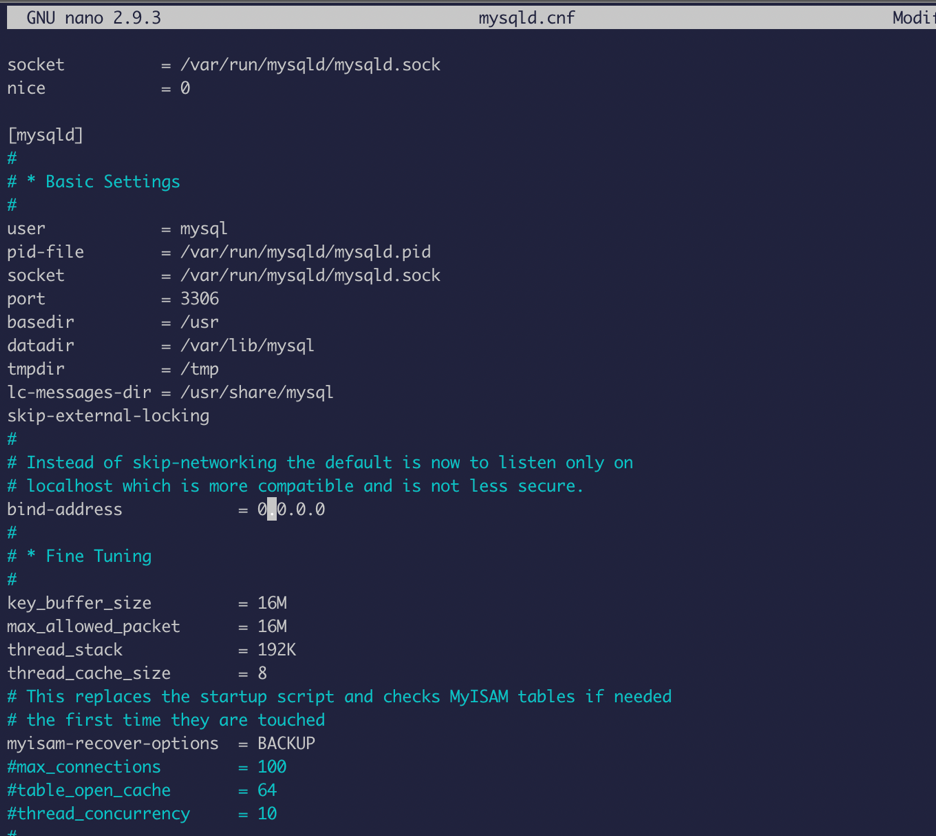 GNU nano 2.9.3 mysqld.cnf Modif
socket = /var/run/mysqld/mysqld.sock
nice = 0
[mysqld]
#
# * Basic Settings
#
user = mysql
pid-file = /var/run/mysqld/mysqld.pid
socket = /var/run/mysqld/mysqld.sock
port = 3306
basedir = /usr
datadir = /var/lib/mysql
tmpdir = /tmp
lc-messages-dir = /usr/share/mysql
skip-external-locking
#
# Instead of skip-networking the default is now to listen only on
# localhost which is more compatible and is not less secure.
bind-address = 0.0.0.0
#
# * Fine Tuning
#
key_buffer_size = 16M
max_allowed_packet = 16M
thread_stack = 192K
thread_cache_size = 8
# This replaces the startup script and checks MyISAM tables if needed
# the first time they are touched
myisam-recover-options = BACKUP
#max_connections = 100
#table_open_cache = 64
#thread_concurrency = 10
#